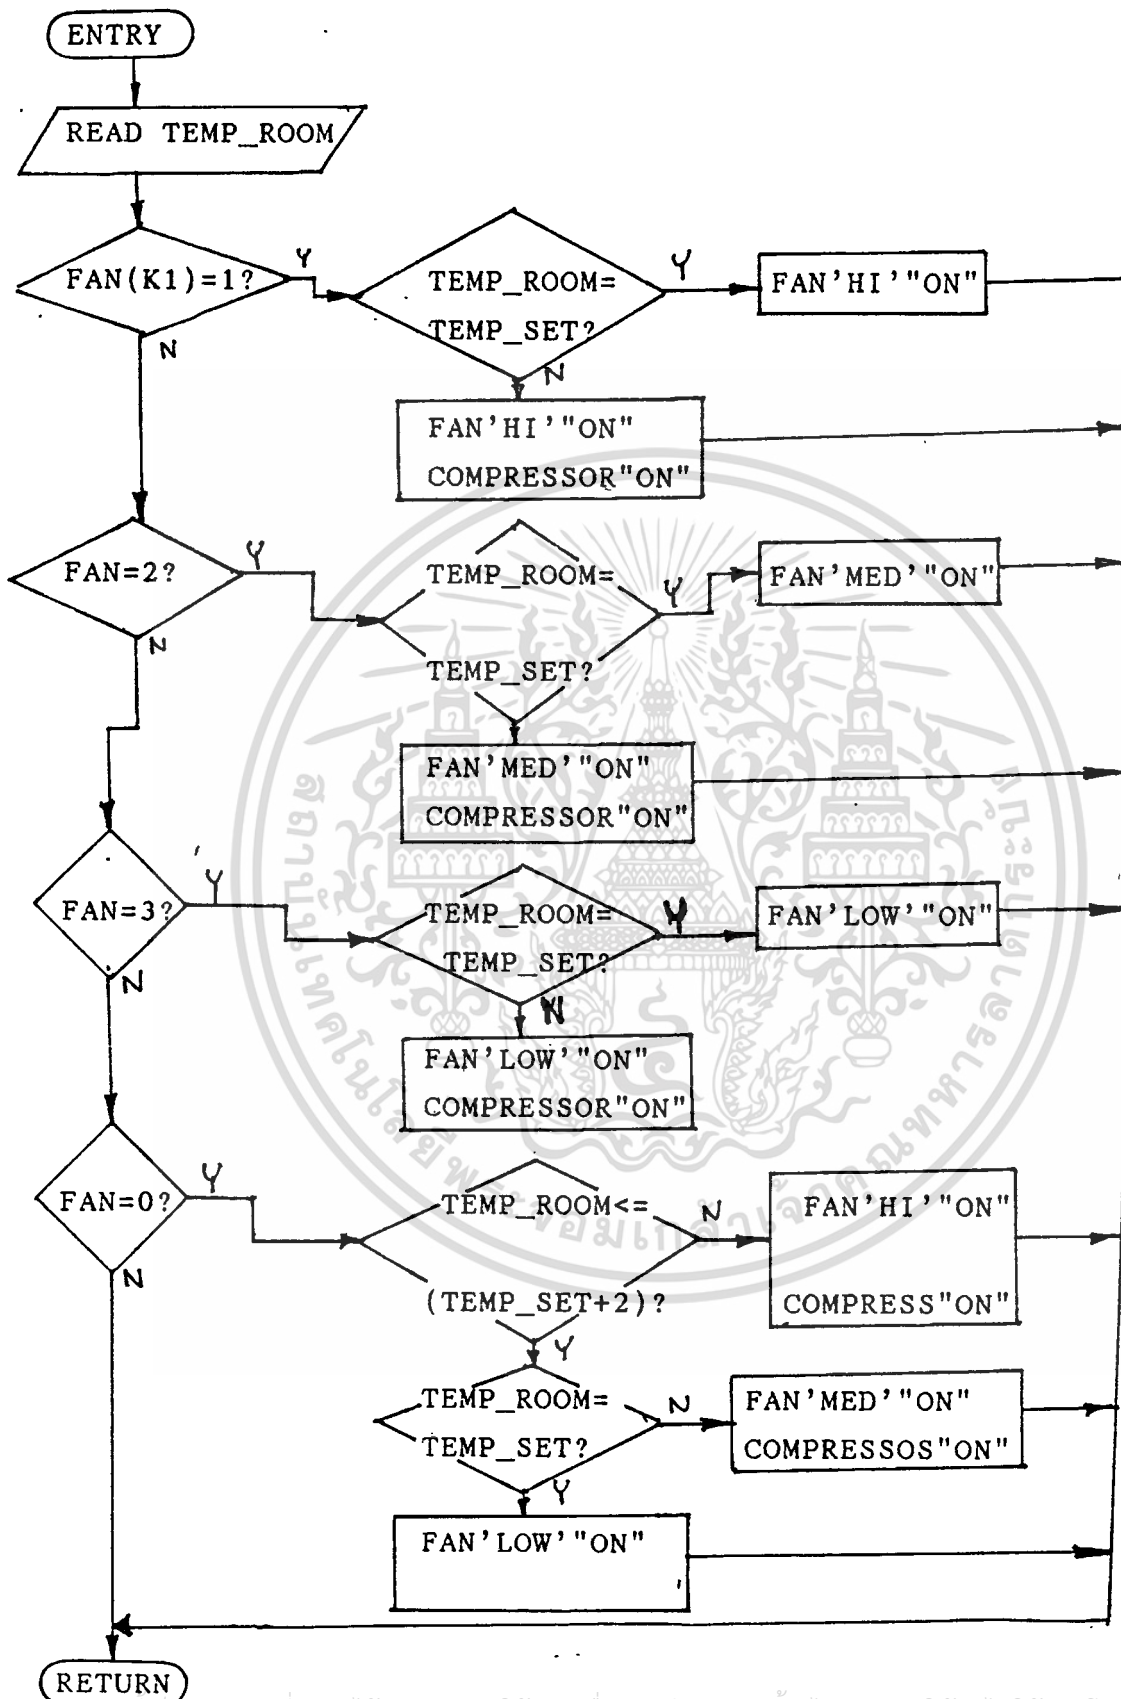 ENTRY
READ TEMP_ROOM
FAN(K1)=1?
Y
TEMP_ROOM=
TEMP_SET?
Y
FAN'HI'"ON"
N
N
FAN'HI'"ON"
COMPRESSOR"ON"
FAN=2?
Y
TEMP_ROOM=
TEMP_SET?
Y
FAN'MED'"ON"
N
FAN'MED'"ON"
COMPRESSOR"ON"
FAN=3?
Y
TEMP_ROOM=
TEMP_SET?
Y
FAN'LOW'"ON"
N
N
FAN'LOW'"ON"
COMPRESSOR"ON"
FAN=0?
Y
TEMP_ROOM<=
(TEMP_SET+2)?
N
FAN'HI'"ON"
COMPRESS"ON"
N
Y
TEMP_ROOM=
TEMP_SET?
N
FAN'MED'"ON"
COMPRESSOS"ON"
Y
FAN'LOW'"ON"
RETURN